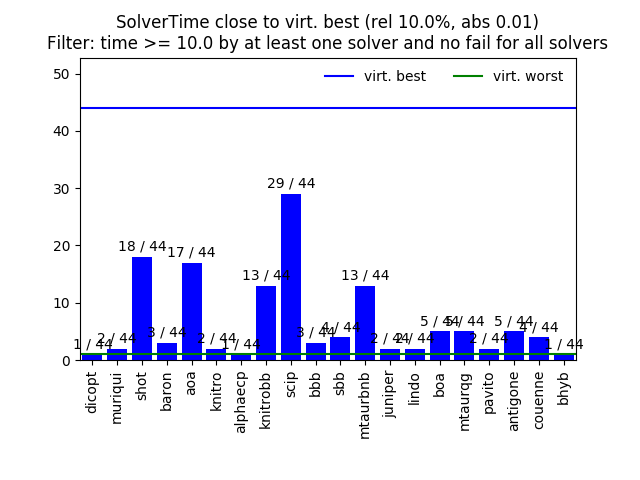 SolverTime close to virt. best (rel 10.0%, abs 0.01)
Filter: time >= 10.0 by at least one solver and no fail for all solvers
virt. best
virt. worst
50
40
30
20
10
0
1 / 44
2 / 44
18 / 44
3 / 44
17 / 44
2 / 44
1 / 44
13 / 44
29 / 44
3 / 44
4 / 44
13 / 44
2 / 44
2 / 44
5 / 44
5 / 44
2 / 44
5 / 44
4 / 44
1 / 44
dicopt
muriqui
shot
baron
aoa
knitro
alphaecp
knitrobb
scip
bbb
sbb
mtaurbnb
juniper
lindo
boa
mtaurqg
pavito
antigone
couenne
bhyb